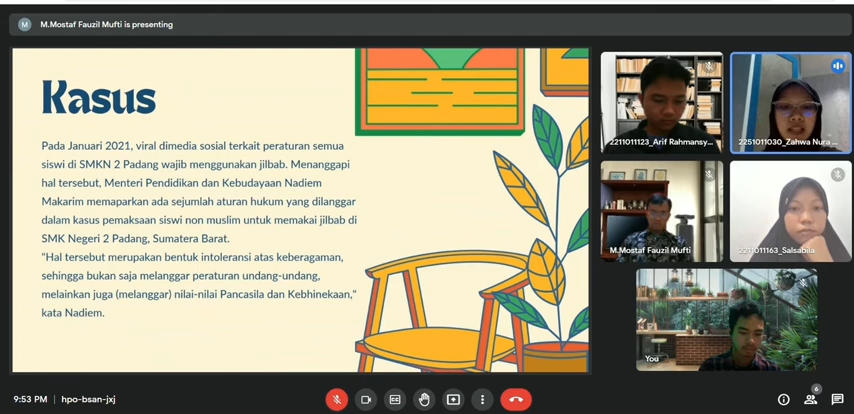 M
M.Mostaf Fauzil Mufti is presenting
Kasus
Pada Januari 2021, viral dimedia sosial terkait peraturan semua
siswi di SMKN 2 Padang wajib menggunakan jilbab. Menanggapi
hal tersebut, Menteri Pendidikan dan Kebudayaan Nadiem
Makarim memaparkan ada sejumlah aturan hukum yang dilanggar
dalam kasus pemaksaan siswi non muslim untuk memakai jilbab di
SMK Negeri 2 Padang, Sumatera Barat.
"Hal tersebut merupakan bentuk intoleransi atas keberagaman,
sehingga bukan saja melanggar peraturan undang-undang,
melainkan juga (melanggar) nilai-nilai Pancasila dan Kebhinekaan,"
kata Nadiem.
2211011123_Arif Rahmansy...
2251011030_Zahwa Nura ...
M.Mostaf Fauzil Mufti
2211011163_Salsabila
You
9:53 PM | hpo-bsan-jxj
6